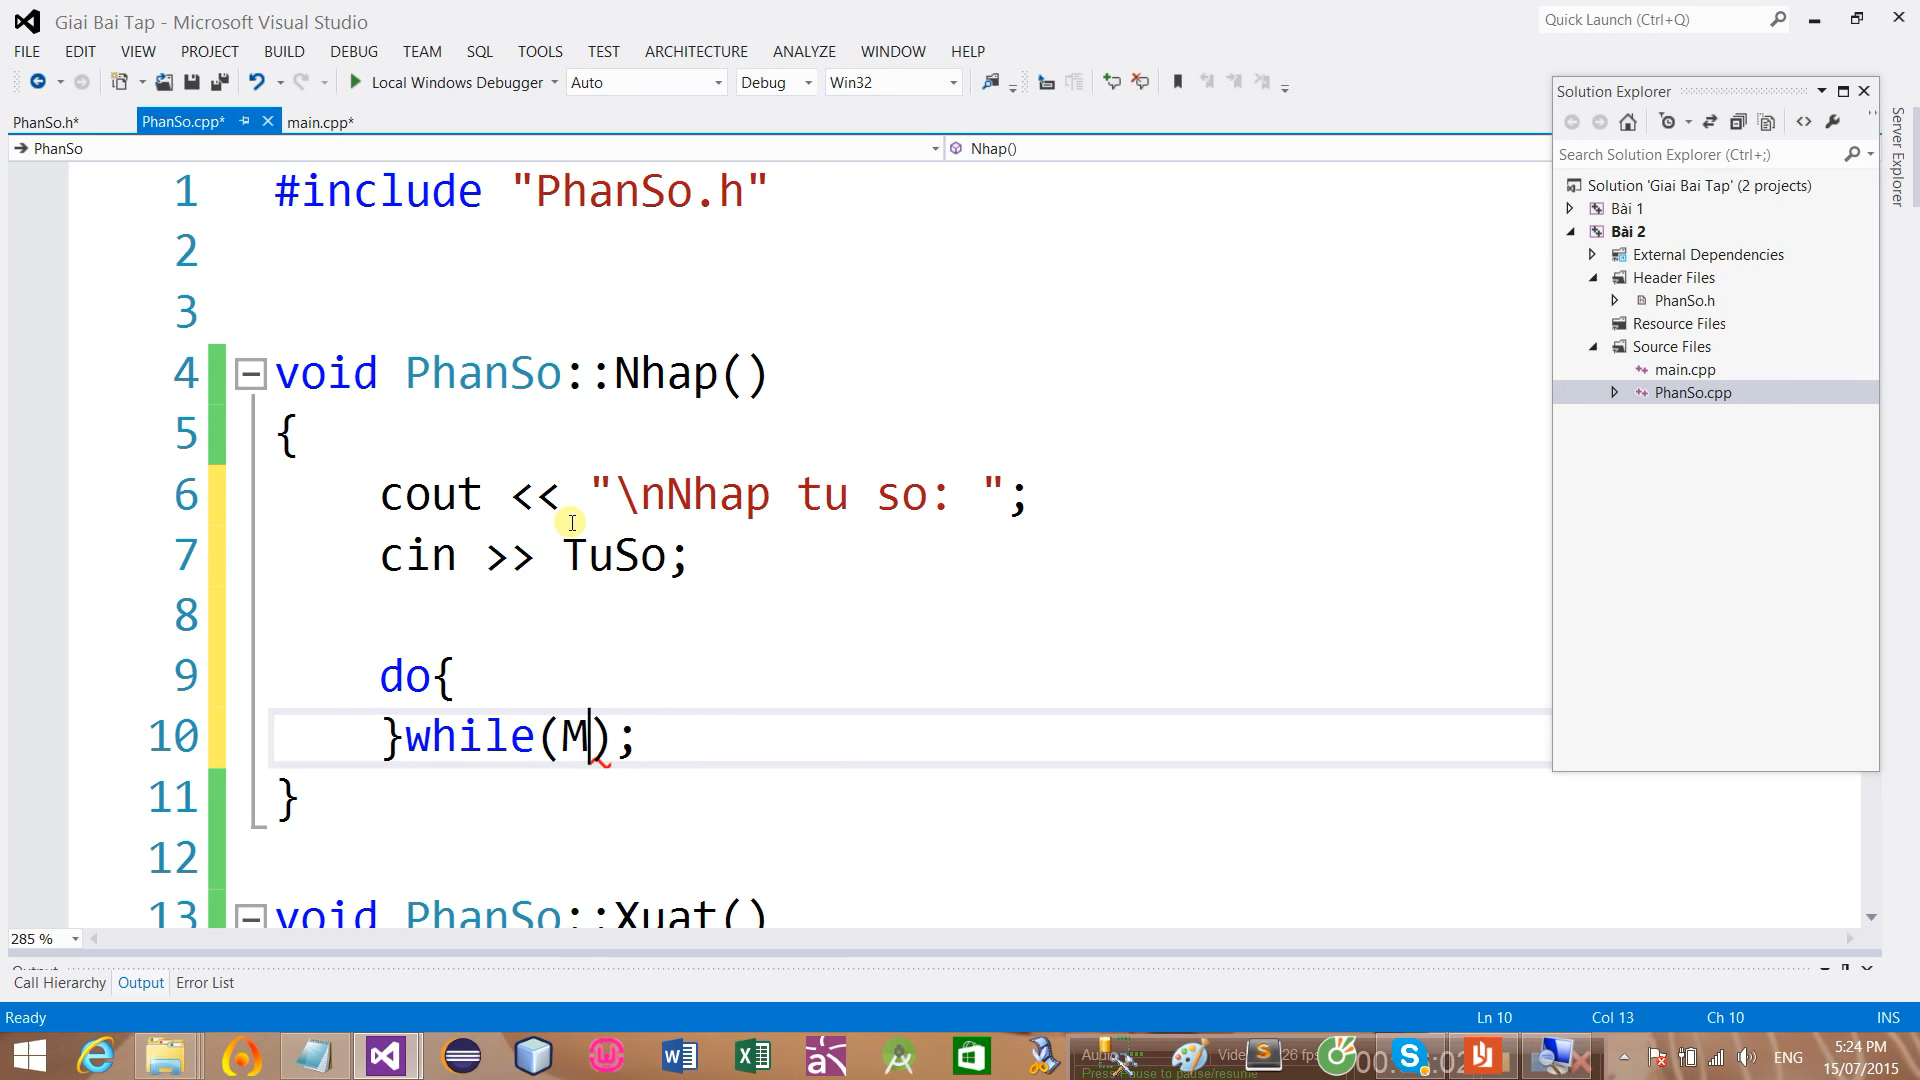 Giai Bai Tap - Microsoft Visual Studio
Quick Launch (Ctrl+Q)
FILE EDIT VIEW PROJECT BUILD DEBUG TEAM SQL TOOLS TEST ARCHITECTURE ANALYZE WINDOW HELP
Local Windows Debugger Auto Debug Win32
PhanSo.h* PhanSo.cpp* main.cpp*
PhanSo Nhap()
1 #include "PhanSo.h"
2
3
4 void PhanSo::Nhap()
5 {
6 cout << "\nNhap tu so: ";
7 cin >> TuSo;
8
9 do{
10 }while(M);
11 }
12
13 void PhanSo::Xuat()
285 %
Solution Explorer
Search Solution Explorer (Ctrl+;)
Solution 'Giai Bai Tap' (2 projects)
Bài 1
Bài 2
External Dependencies
Header Files
PhanSo.h
Resource Files
Source Files
main.cpp
PhanSo.cpp
Server Explorer
Output
Call Hierarchy Output Error List
Ready Ln 10 Col 13 Ch 10 INS
ENG
5:24 PM
15/07/2015